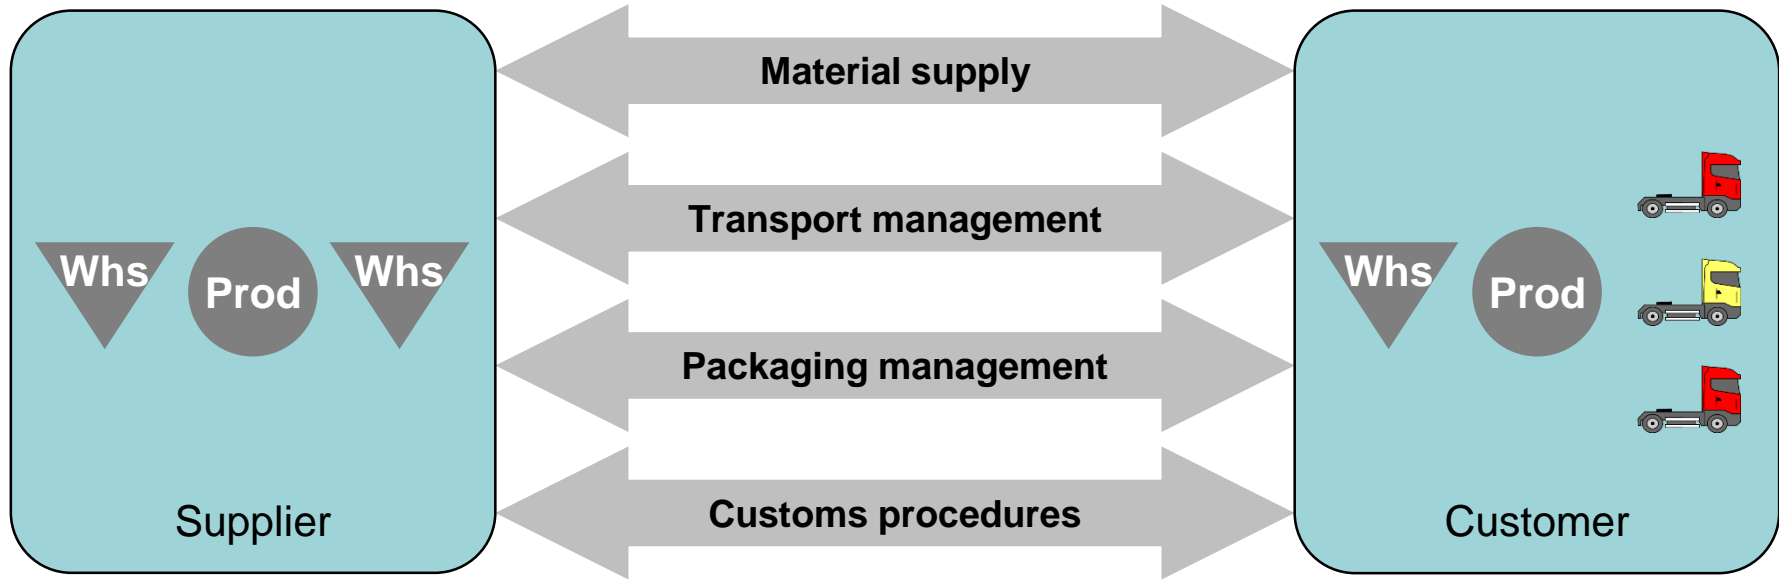 Material supply
Transport management
Whs
Prod
Whs
Whs
Prod
Packaging management
Customs procedures
Supplier
Customer